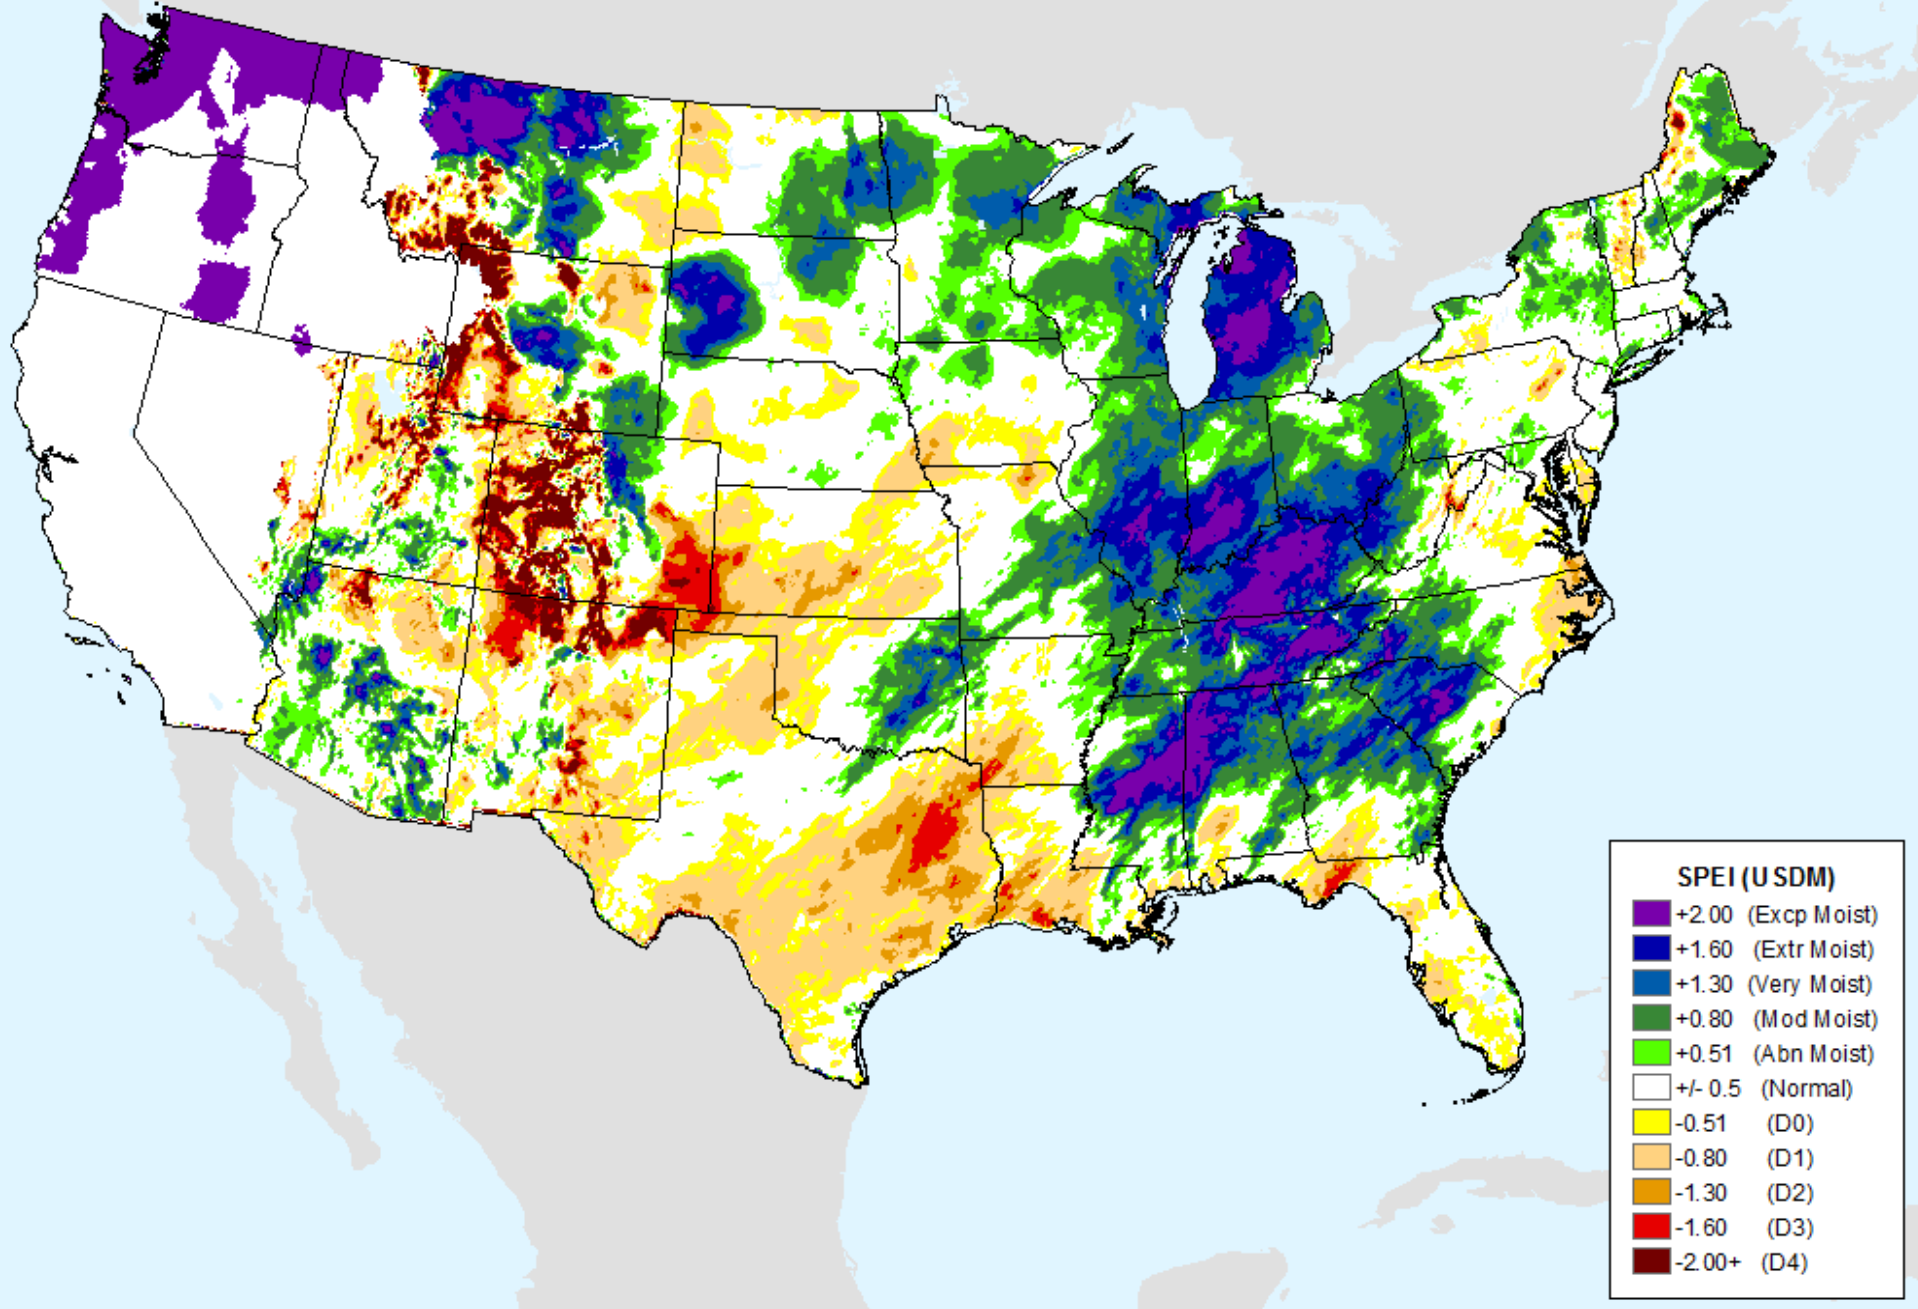 SPEI (USDM)
+2.00 (Excp Moist)
+1.60 (Extr Moist)
+1.30 (Very Moist)
+0.80 (Mod Moist)
+0.51 (Abn Moist)
+/- 0.5 (Normal)
-0.51 (D0)
-0.80 (D1)
-1.30 (D2)
-1.60 (D3)
-2.00+ (D4)